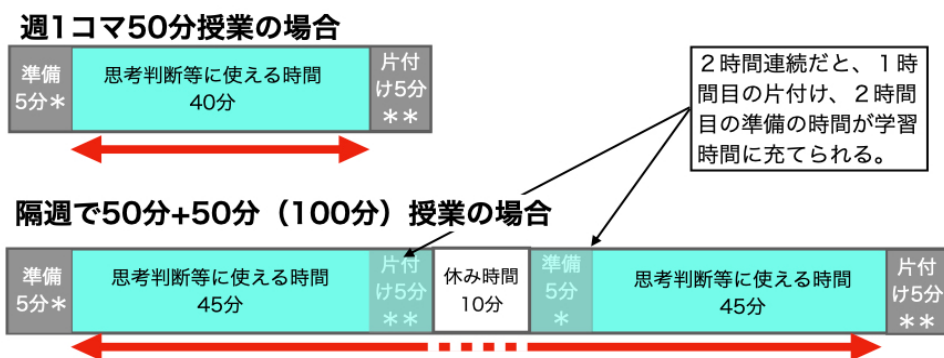 週1コマ50分授業の場合
準備
5分＊
思考判断等に使える時間
40分
片付
け5分
＊＊
２時間連続だと、１時
間目の片付け、２時間
目の準備の時間が学習
時間に充てられる。
隔週で50分+50分（100分）授業の場合
準備
5分＊
思考判断等に使える時間
45分
片付
け5分
＊＊
休み時間
10分
準備
5分
＊
思考判断等に使える時間
45分
片付
け5分
＊＊